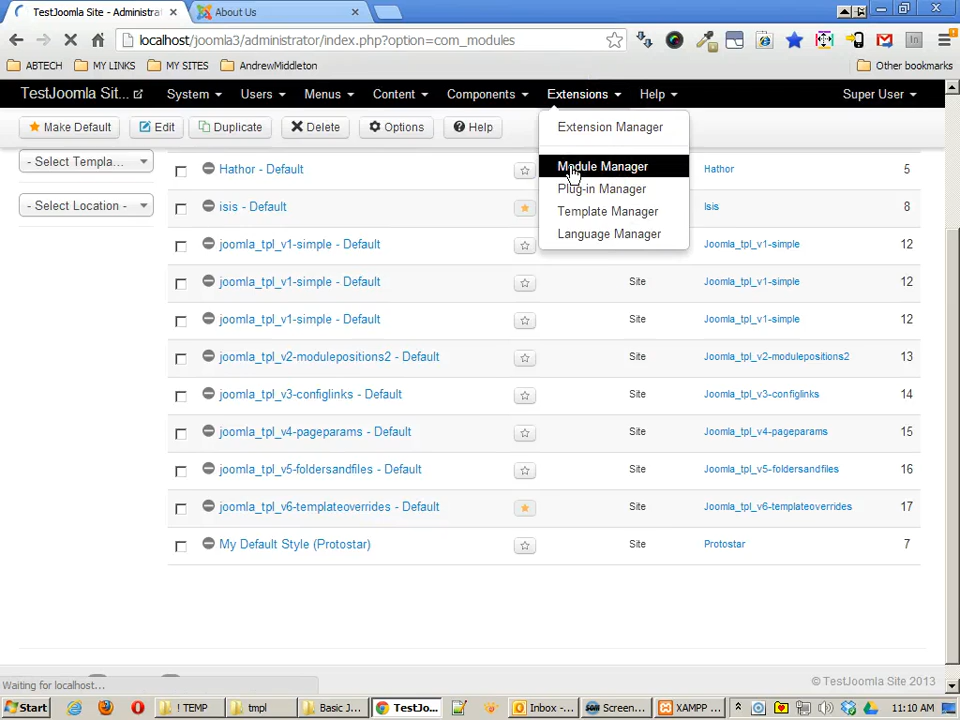 TestJoomla Site - Administra
About Us
localhost/joomla3/administrator/index.php?option=com_modules
ABTECH MY LINKS MY SITES AndrewMiddleton Other bookmarks
TestJoomla Sit... System Users Menus Content Components Extensions Help Super User
Make Default Edit Duplicate Delete Options Help
Extension Manager
Module Manager
Plug-in Manager
Template Manager
Language Manager
- Select Templa...
- Select Location -
Hathor - Default Hathor 5
isis - Default Isis 8
joomla_tpl_v1-simple - Default Joomla_tpl_v1-simple 12
joomla_tpl_v1-simple - Default Site Joomla_tpl_v1-simple 12
joomla_tpl_v1-simple - Default Site Joomla_tpl_v1-simple 12
joomla_tpl_v2-modulepositions2 - Default Site Joomla_tpl_v2-modulepositions2 13
joomla_tpl_v3-configlinks - Default Site Joomla_tpl_v3-configlinks 14
joomla_tpl_v4-pageparams - Default Site Joomla_tpl_v4-pageparams 15
joomla_tpl_v5-foldersandfiles - Default Site Joomla_tpl_v5-foldersandfiles 16
joomla_tpl_v6-templateoverrides - Default Site Joomla_tpl_v6-templateoverrides 17
My Default Style (Protostar) Site Protostar 7
© TestJoomla Site 2013
Waiting for localhost...
Start ! TEMP tmpl Basic J... TestJo... Inbox -... Screen... XAMPP ... 11:10 AM